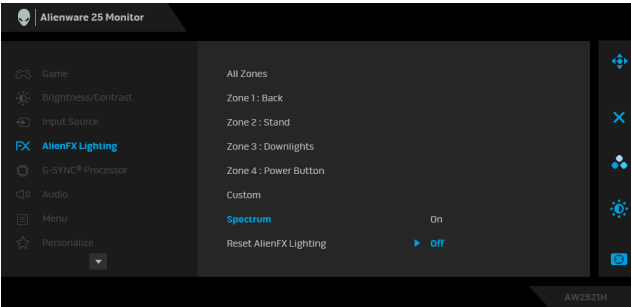 Alienware 25 Monitor
Game
Brightness/Contrast
Input Source
FX AlienFX Lighting
G-SYNC® Processor
Audio
Menu
Personalize
All Zones
Zone 1 : Back
Zone 2 : Stand
Zone 3 : Downlights
Zone 4 : Power Button
Custom
Spectrum On
Reset AlienFX Lighting Off
AW2521H